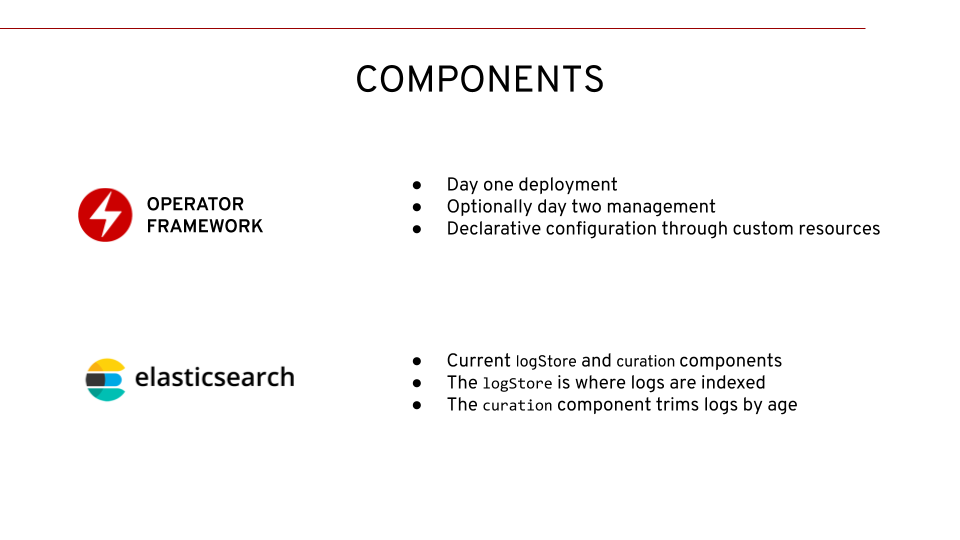 COMPONENTS
OPERATOR
FRAMEWORK
● Day one deployment
● Optionally day two management
● Declarative configuration through custom resources
elasticsearch
● Current logStore and curation components
● The logStore is where logs are indexed
● The curation component trims logs by age